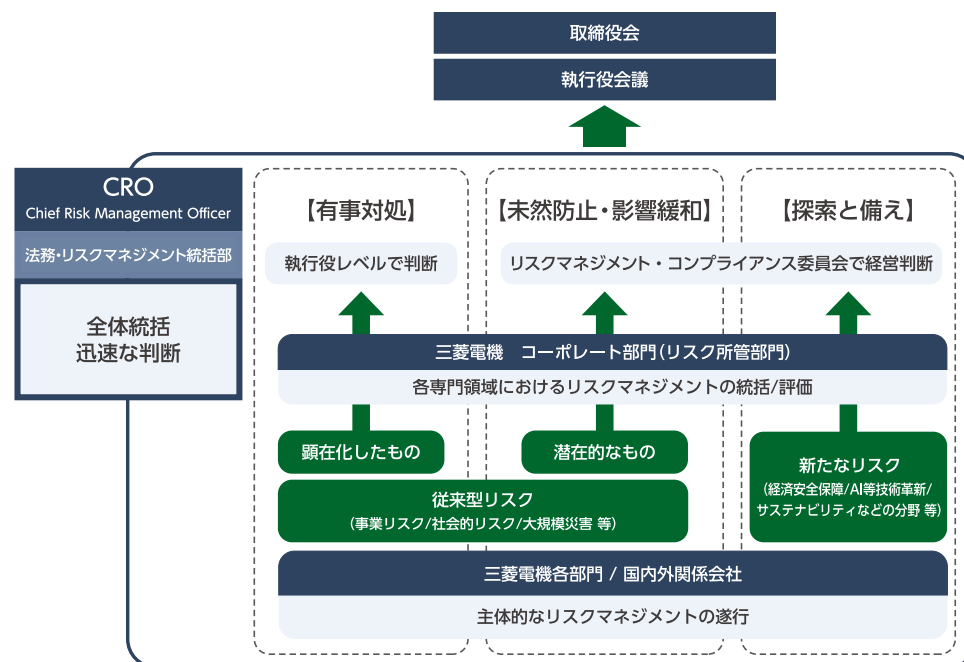 取締役会
執行役会議
CRO
Chief Risk Management Officer
法務・リスクマネジメント統括部
全体統括
迅速な判断
【有事対処】
【未然防止・影響緩和】
【探索と備え】
執行役レベルで判断
リスクマネジメント・コンプライアンス委員会で経営判断
三菱電機　コーポレート部門(リスク所管部門)
各専門領域におけるリスクマネジメントの統括/評価
顕在化したもの
潜在的なもの
従来型リスク
(事業リスク/社会的リスク/大規模災害 等)
新たなリスク
(経済安全保障/AI等技術革新/
サステナビリティなどの分野 等)
三菱電機各部門 / 国内外関係会社
主体的なリスクマネジメントの遂行